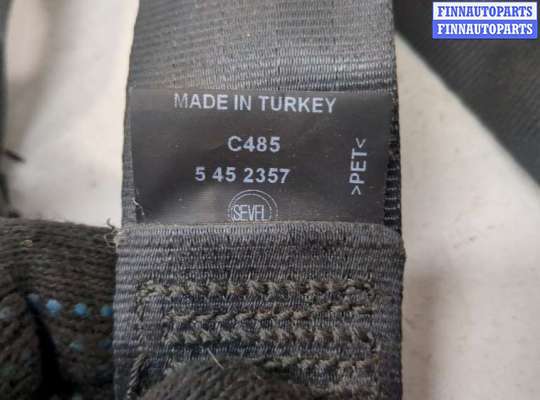 FINNAUTOPARTS
FINNAUTOPARTS
MADE IN TURKEY
C485
5 45 2357
>PET<
SEVEL